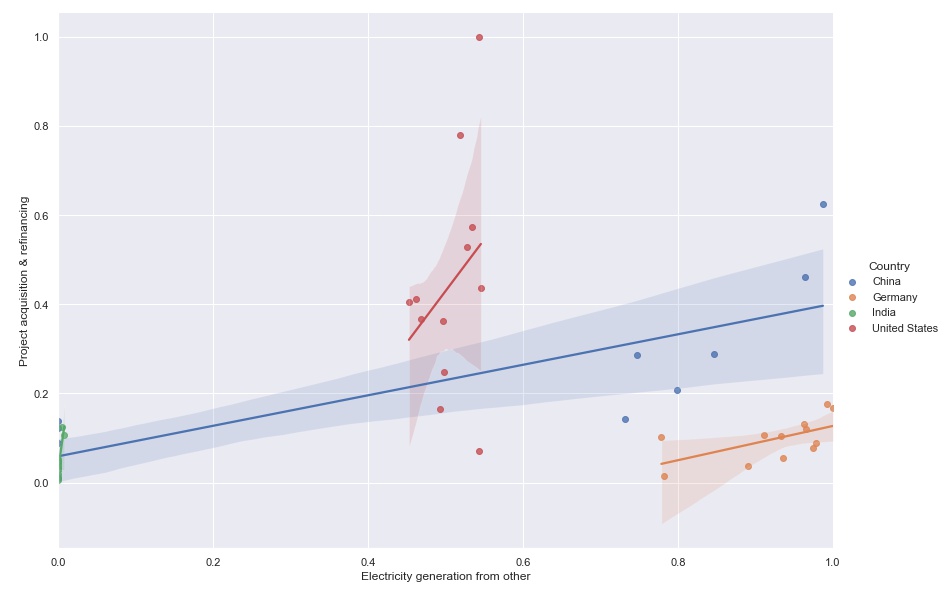 1.0
0.8
0.6
0.4
0.2
0.0
Project acquisition & refinancing
0.0 0.2 0.4 0.6 0.8 1.0
Electricity generation from other
Country
China
Germany
India
United States